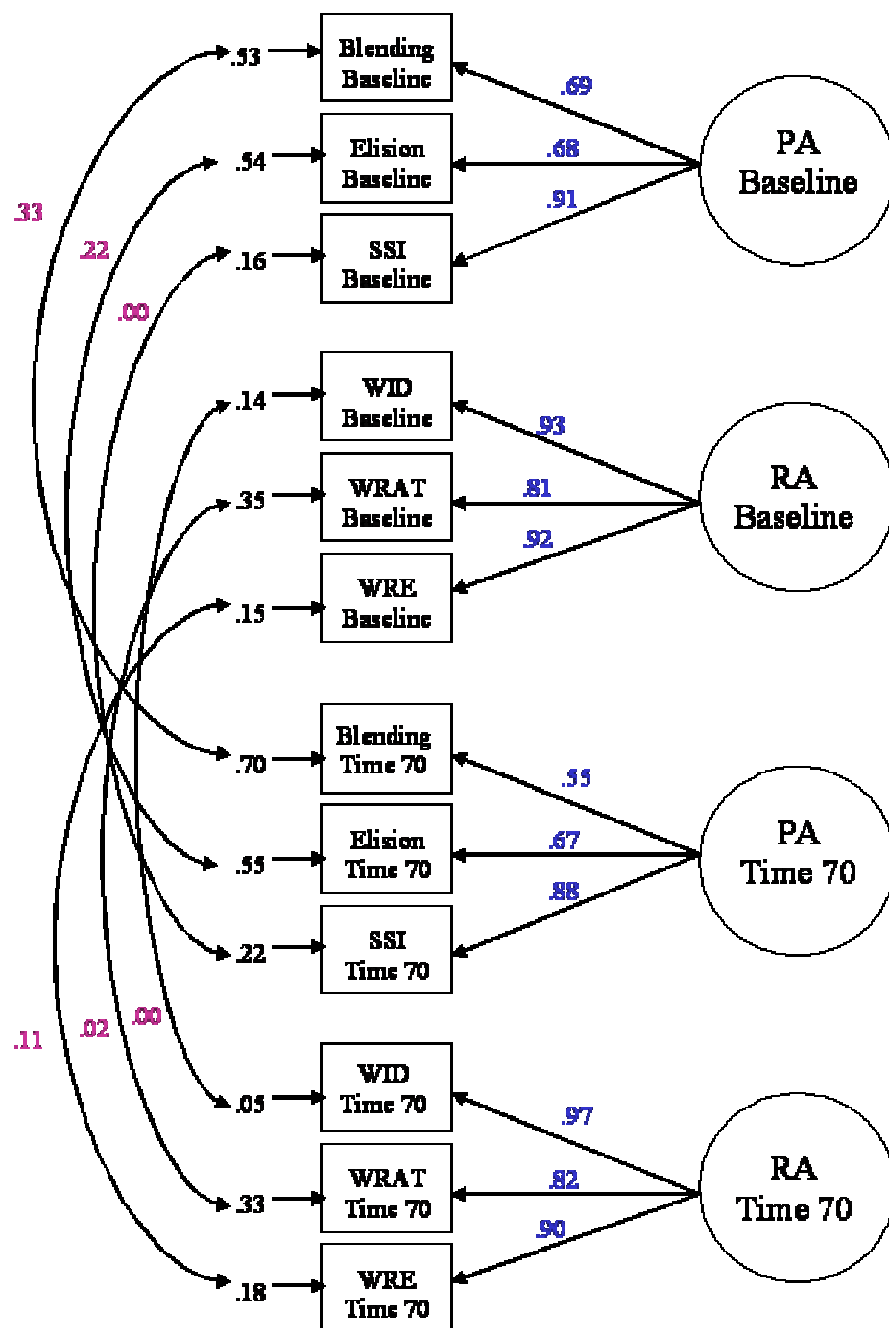 .53
Blending
Baseline
.69
PA
Baseline
.54
Elision
Baseline
.68
.91
.33
.22
.00
.16
SSI
Baseline
.14
WID
Baseline
.93
RA
Baseline
.35
WRAT
Baseline
.81
.92
.15
WRE
Baseline
.70
Blending
Time 70
.55
PA
Time 70
.55
Elision
Time 70
.67
.88
.22
SSI
Time 70
.11
.02
.00
.05
WID
Time 70
.97
RA
Time 70
.33
WRAT
Time 70
.82
.90
.18
WRE
Time 70